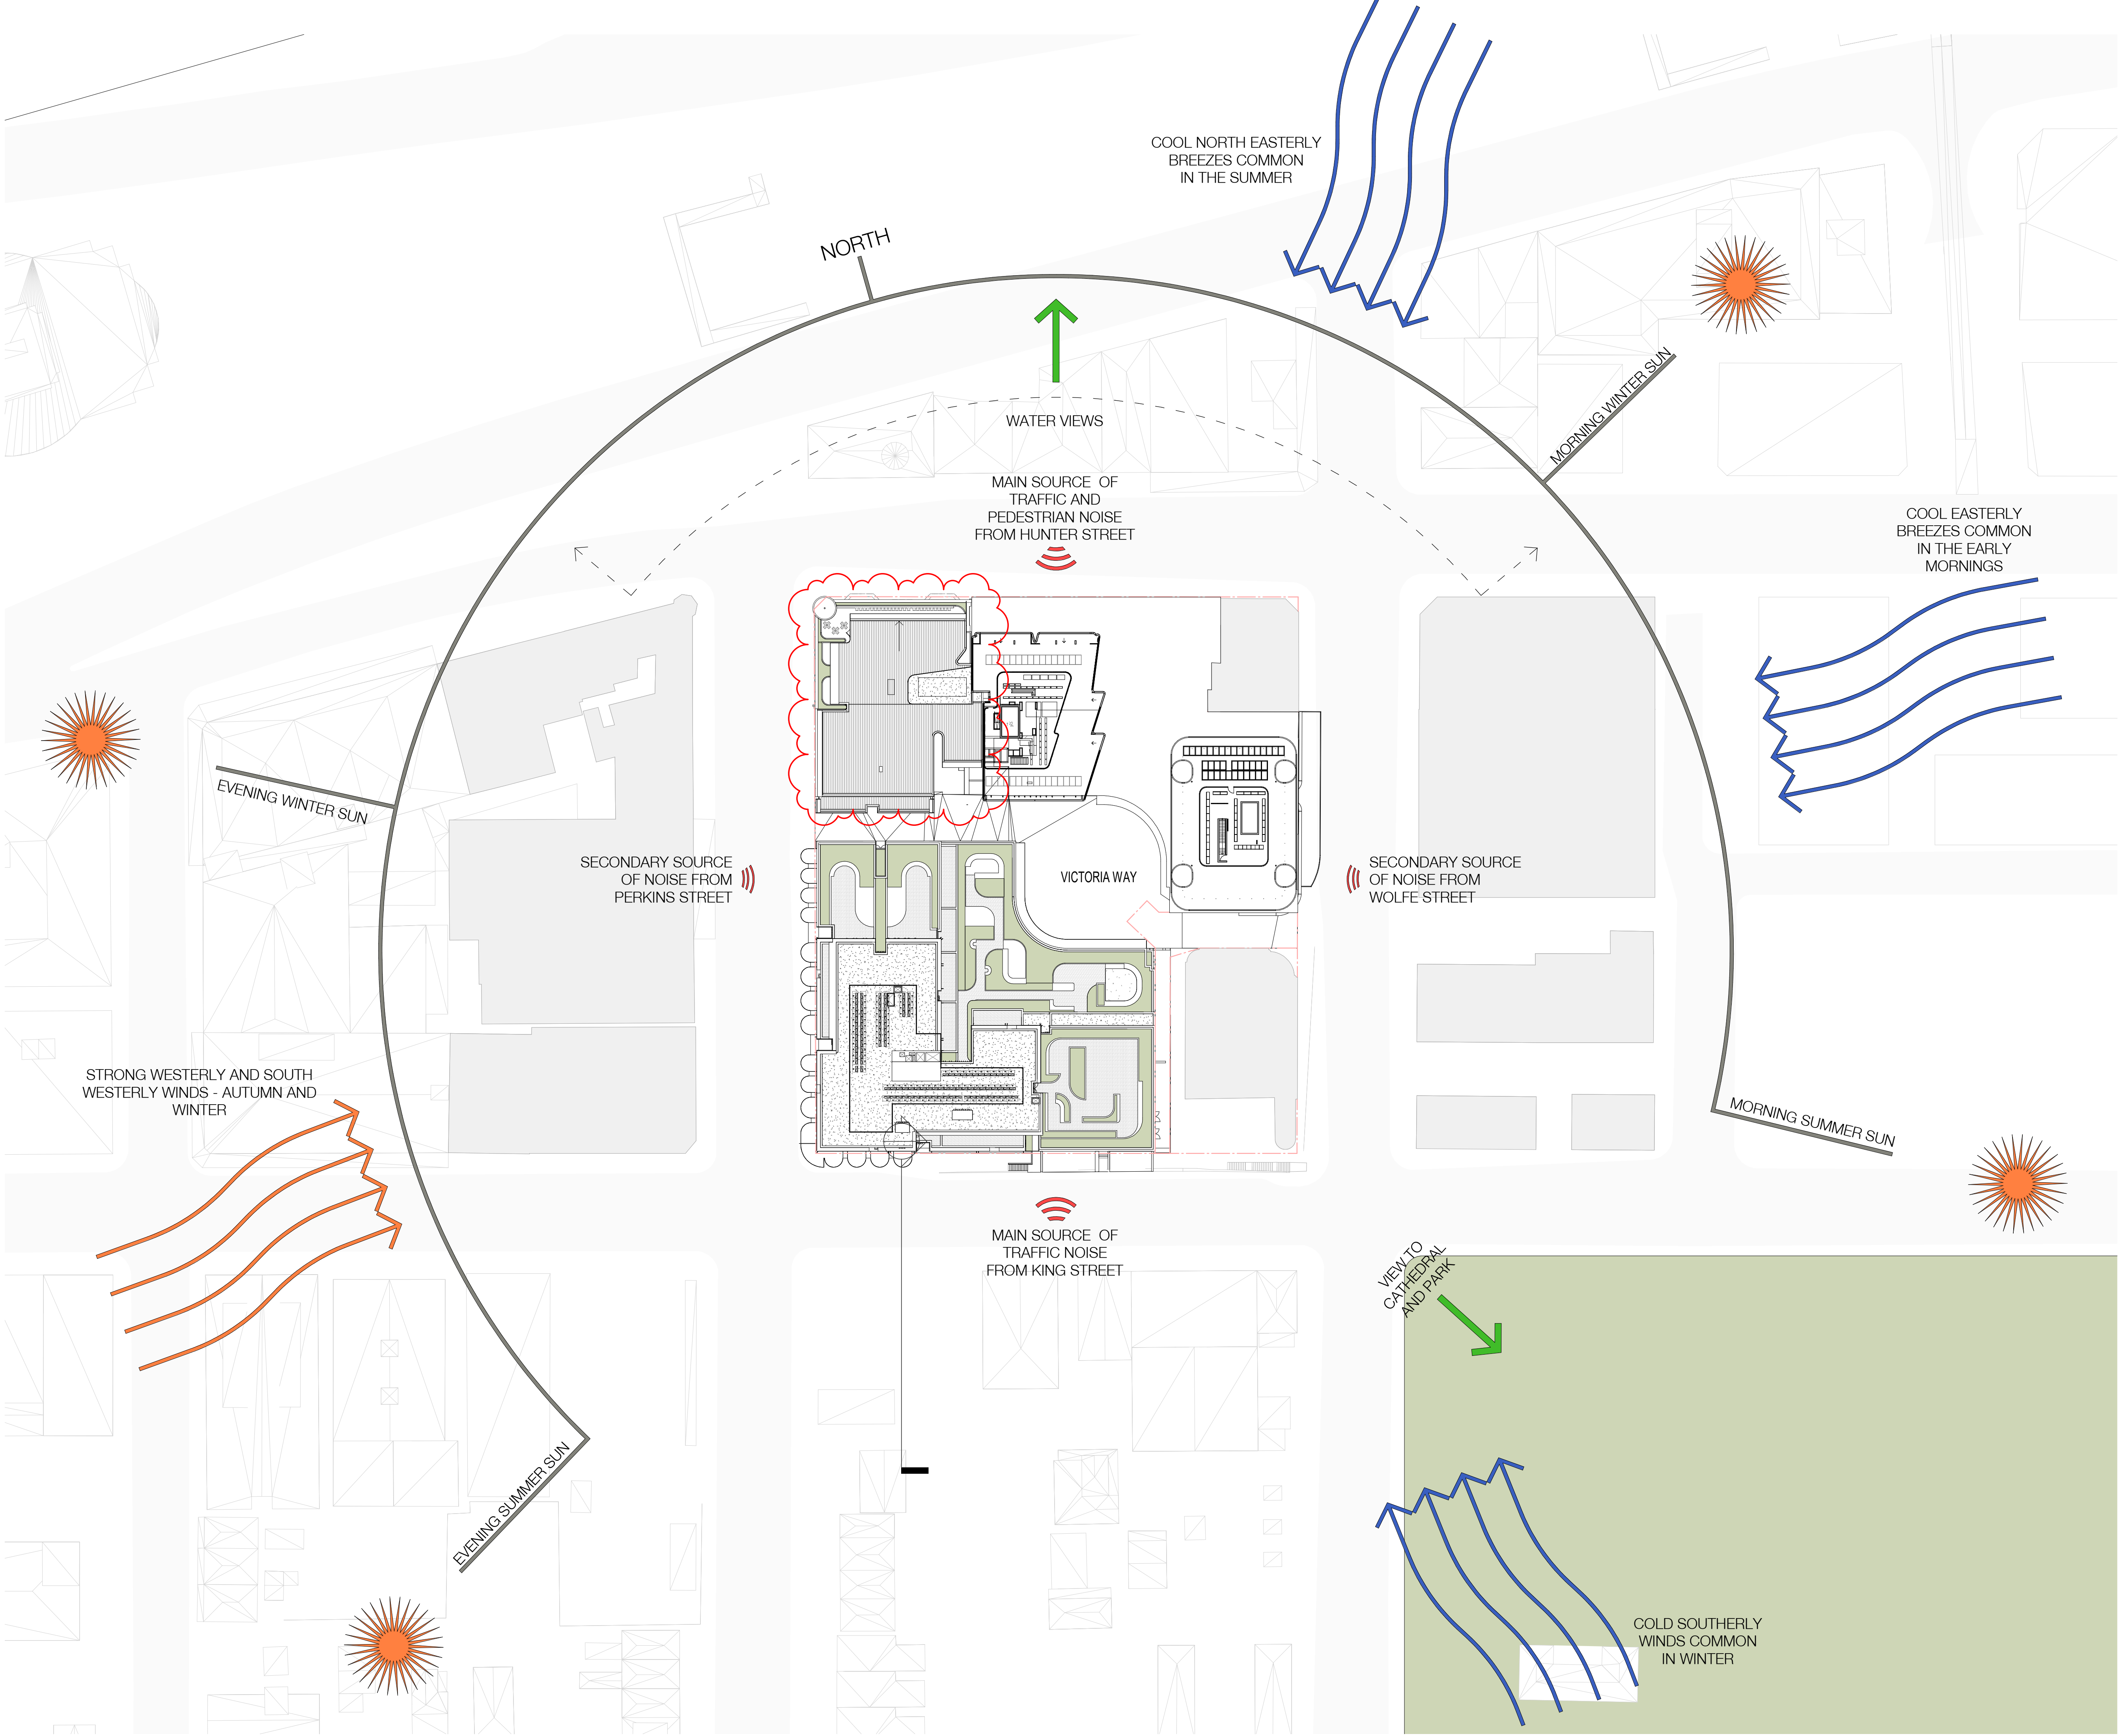 COOL NORTH EASTERLY
BREEZES COMMON
IN THE SUMMER
NORTH
MORNING WINTER SUN
WATER VIEWS
MAIN SOURCE OF
TRAFFIC AND
PEDESTRIAN NOISE
FROM HUNTER STREET
COOL EASTERLY
BREEZES COMMON
IN THE EARLY
MORNINGS
EVENING WINTER SUN
SECONDARY SOURCE
OF NOISE FROM
PERKINS STREET
VICTORIA WAY
SECONDARY SOURCE
OF NOISE FROM
WOLFE STREET
STRONG WESTERLY AND SOUTH
WESTERLY WINDS - AUTUMN AND
WINTER
MORNING SUMMER SUN
MAIN SOURCE OF
TRAFFIC NOISE
FROM KING STREET
VIEW TO
CATHEDRAL
AND PARK
EVENING SUMMER SUN
COLD SOUTHERLY
WINDS COMMON
IN WINTER